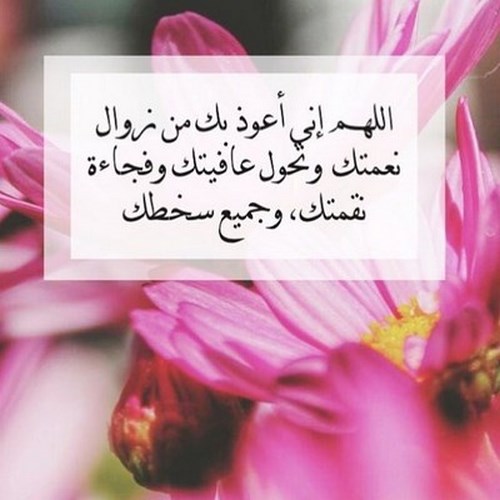 اللهم إني أعوذ بك من زوال
نعمتك وتحول عافيتك وفجاءة
نقمتك، وجميع سخطك